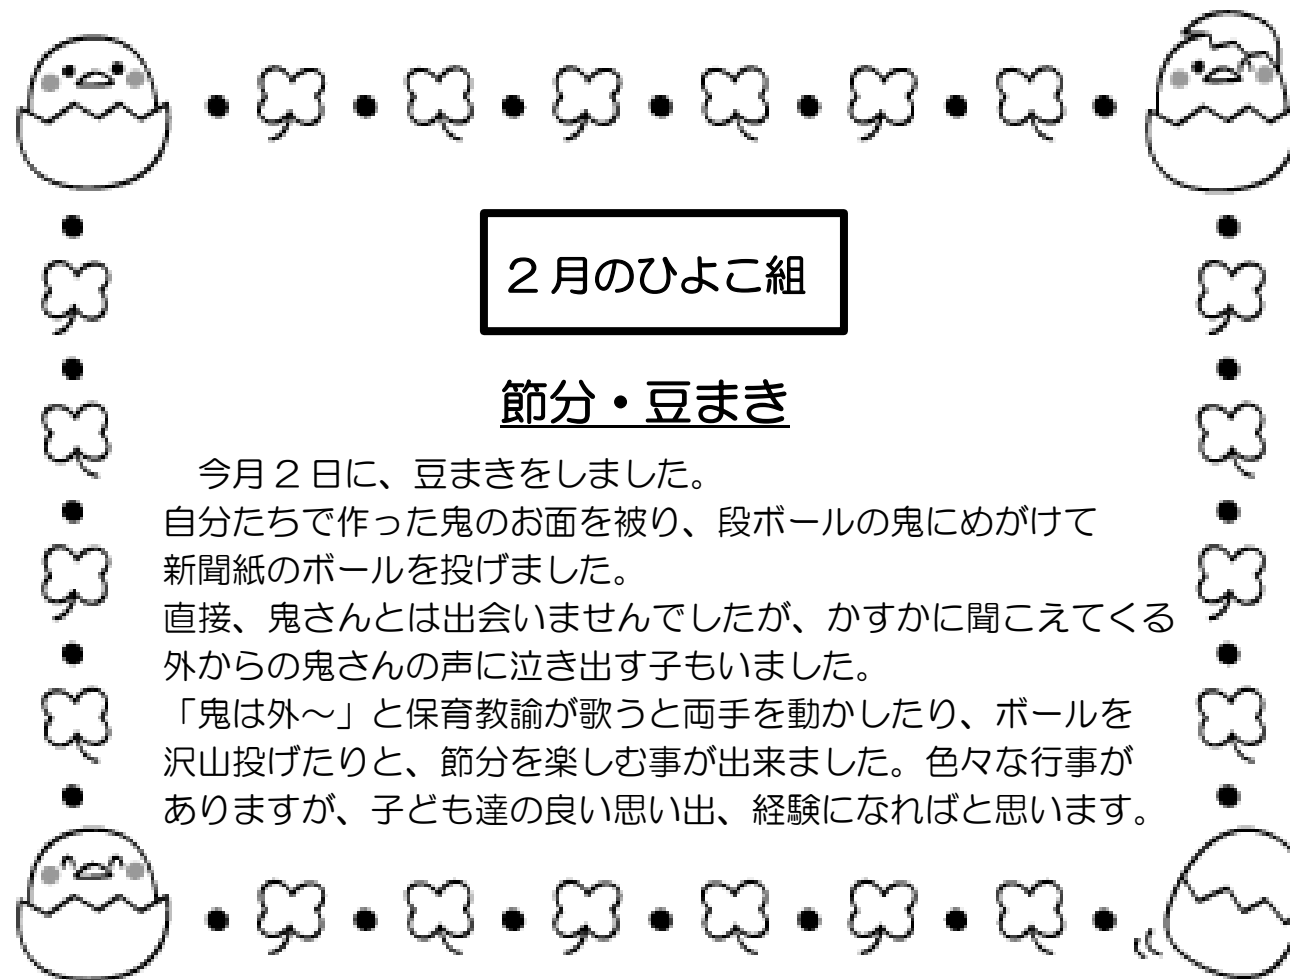 ２月のひよこ組
節分・豆まき
　今月２日に、豆まきをしました。
自分たちで作った鬼のお面を被り、段ボールの鬼にめがけて
新聞紙のボールを投げました。
直接、鬼さんとは出会いませんでしたが、かすかに聞こえてくる
外からの鬼さんの声に泣き出す子もいました。
「鬼は外～」と保育教諭が歌うと両手を動かしたり、ボールを
沢山投げたりと、節分を楽しむ事が出来ました。色々な行事が
ありますが、子ども達の良い思い出、経験になればと思います。